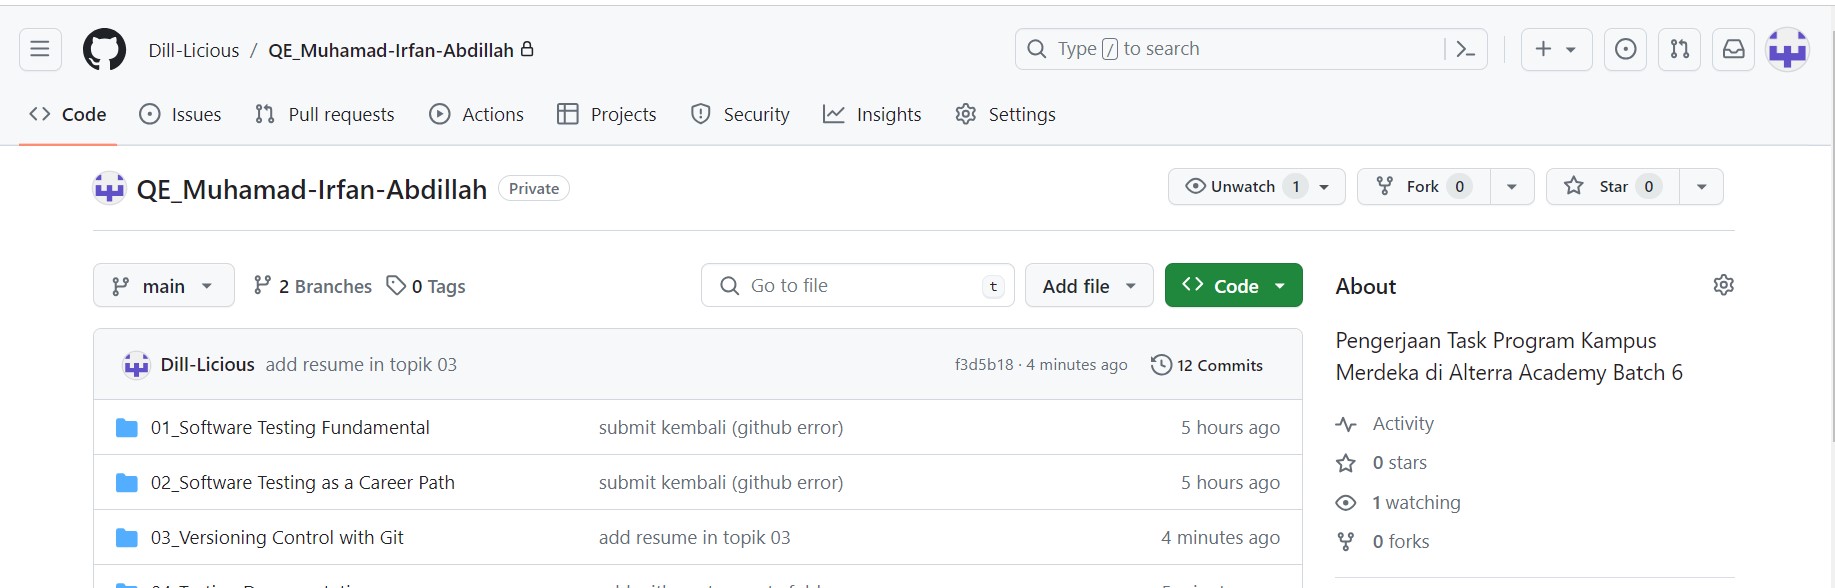 Dill-Licious / QE_Muhamad-Irfan-Abdillah Type / to search
Code Issues Pull requests Actions Projects Security Insights Settings
QE_Muhamad-Irfan-Abdillah Private Unwatch 1 Fork 0 Star 0
main 2 Branches 0 Tags Go to file t Add file Code
Dill-Licious add resume in topik 03 f3d5b18 · 4 minutes ago 12 Commits
01_Software Testing Fundamental submit kembali (github error) 5 hours ago
02_Software Testing as a Career Path submit kembali (github error) 5 hours ago
03_Versioning Control with Git add resume in topik 03 4 minutes ago
About
Pengerjaan Task Program Kampus
Merdeka di Alterra Academy Batch 6
Activity
0 stars
1 watching
0 forks